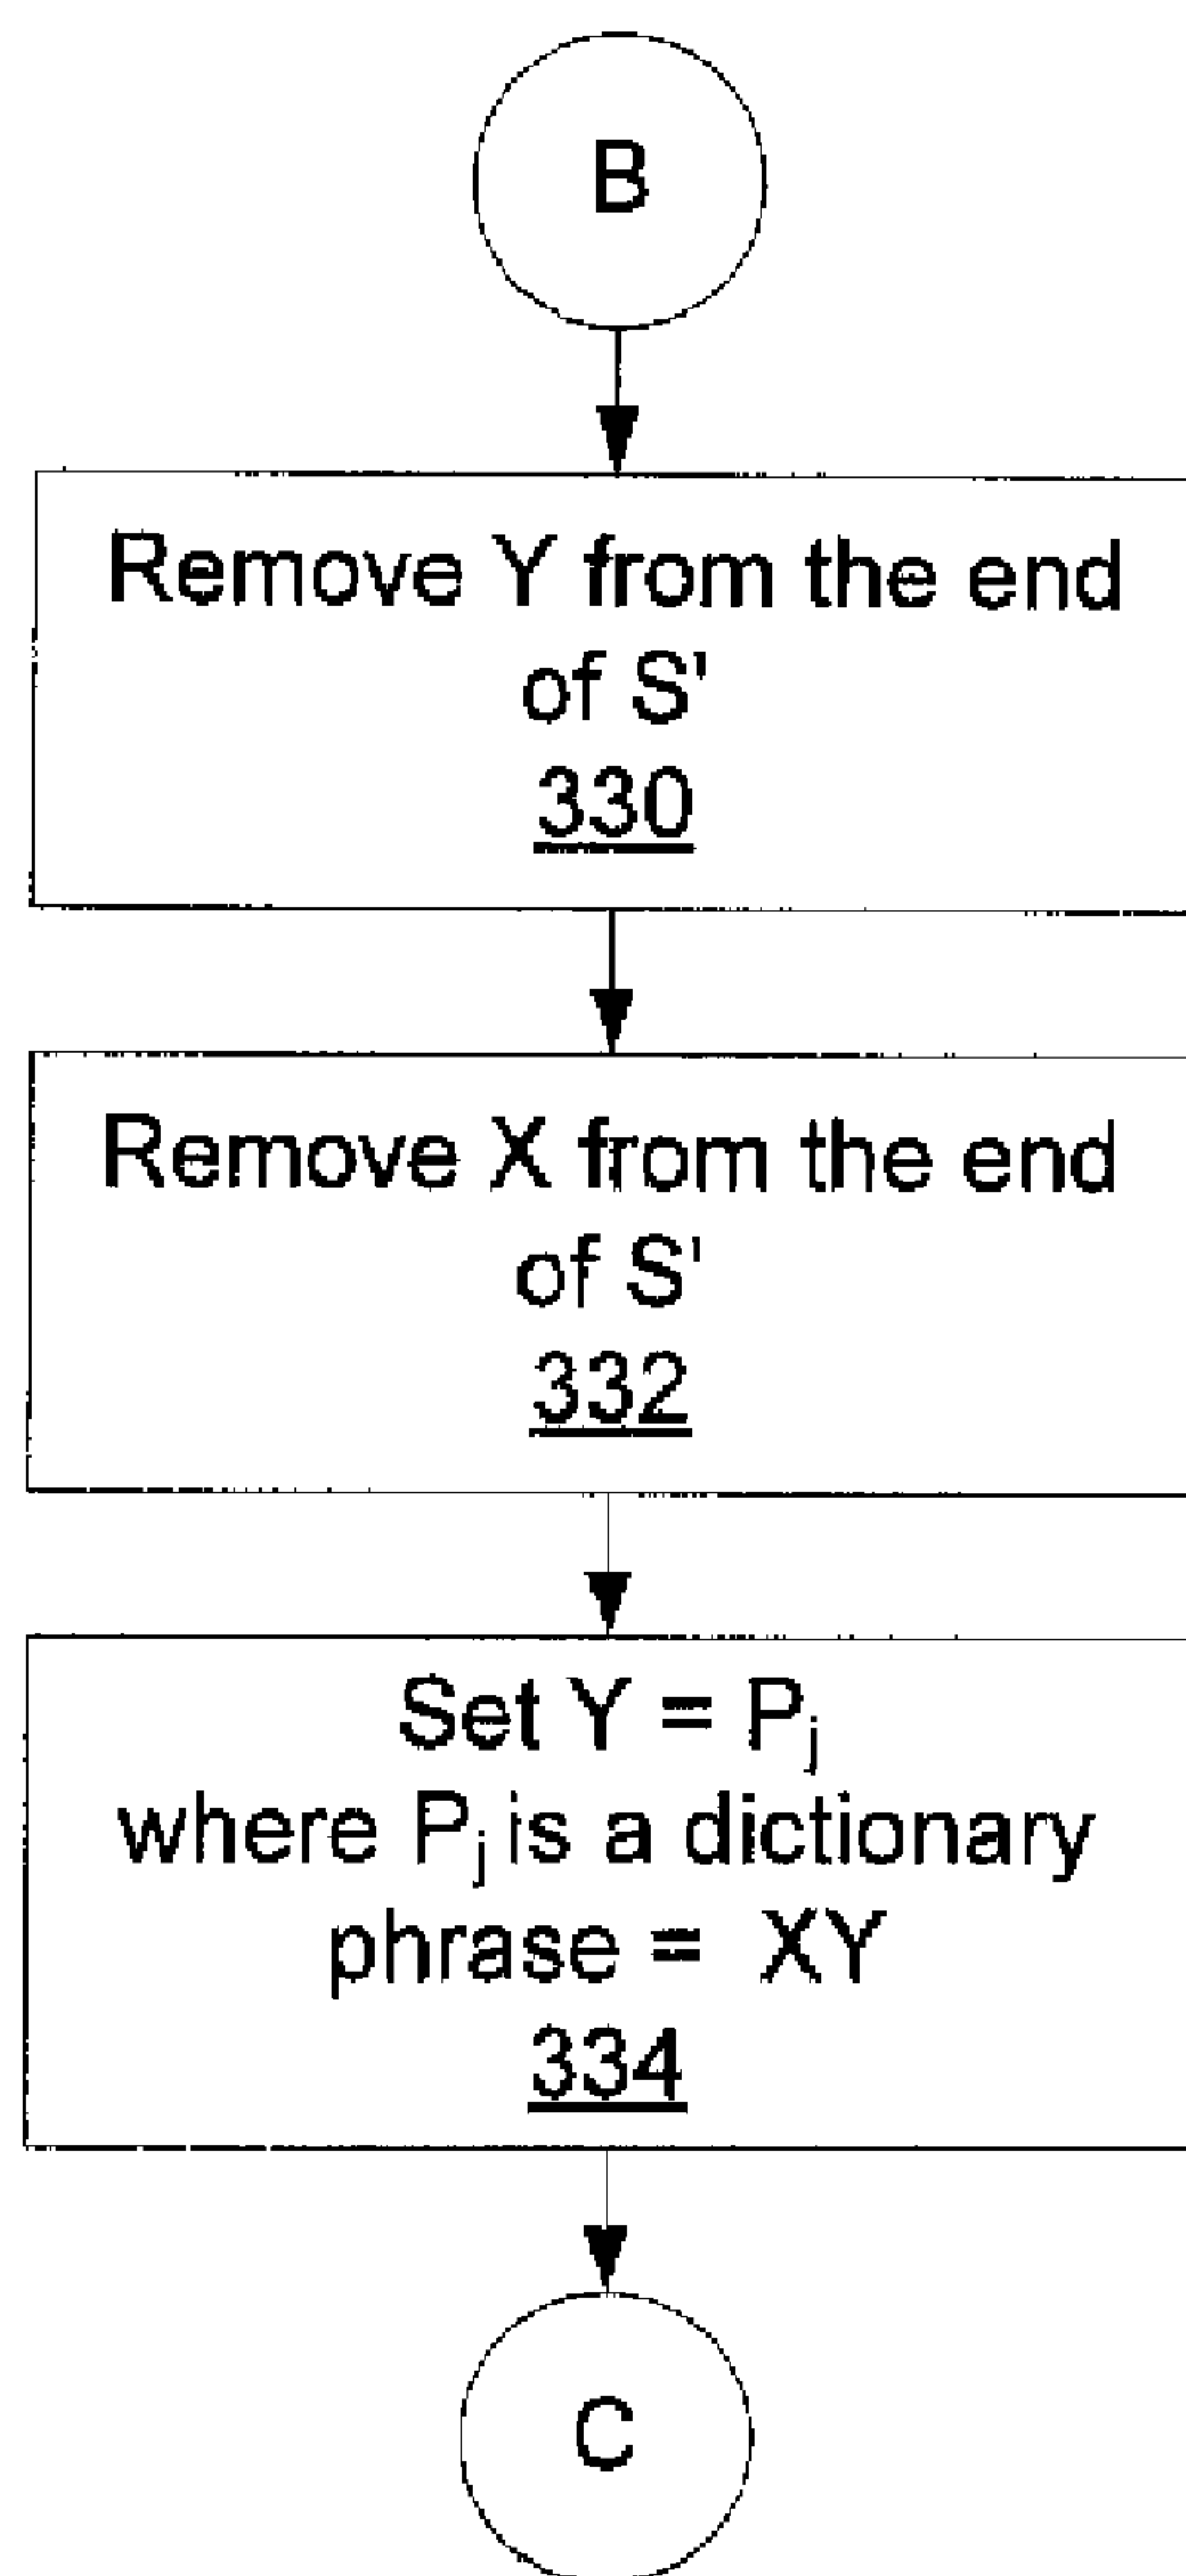 B
Remove Y from the end
of S'
330
Remove X from the end
of S'
332
Set Y = Pj
where Pj is a dictionary
phrase = XY
334
C